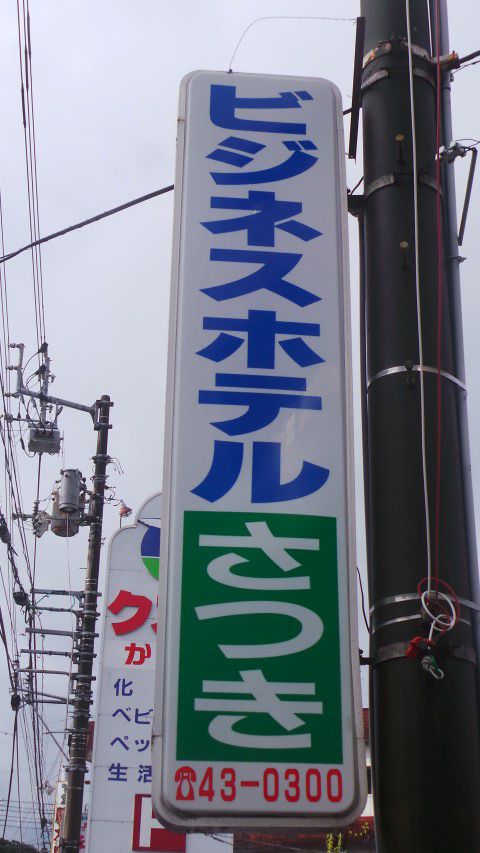 ビジネスホテル
さつき
☎43-0300
ク
か
化
ベビ
ペッ
生活